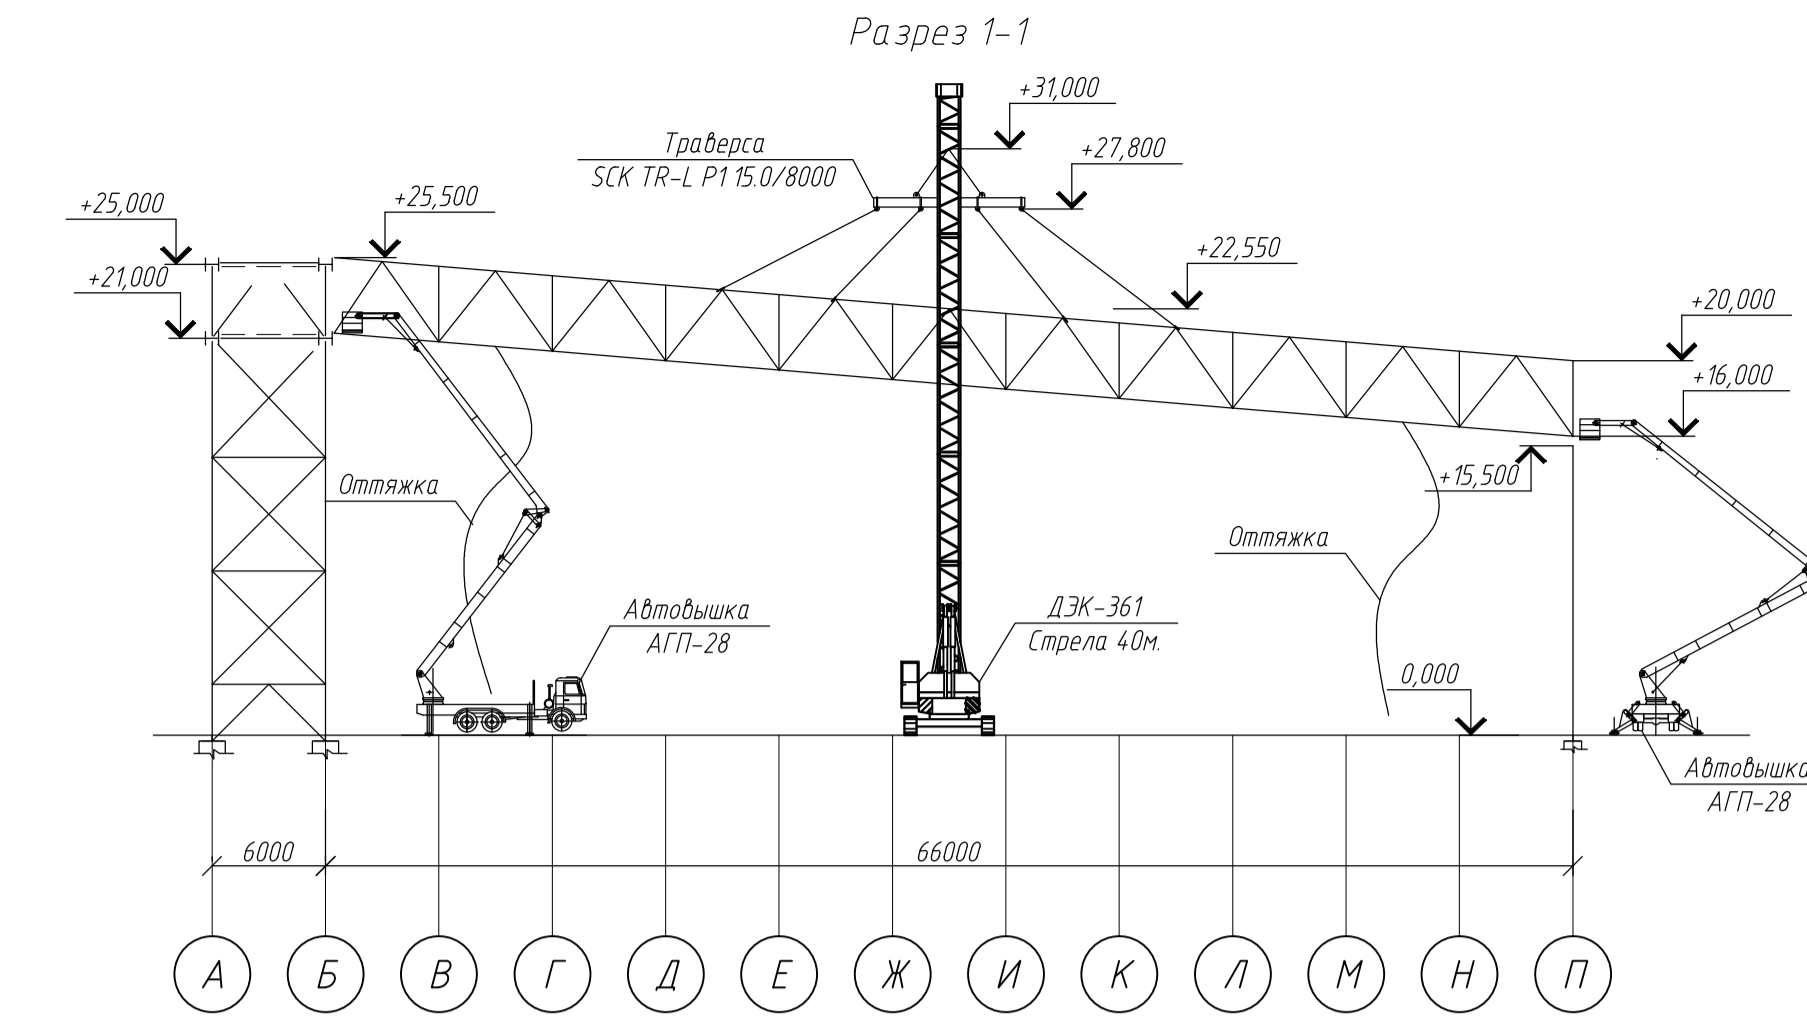 Разрез 1-1
+31,000
Траверса
SCK TR-L P1 15.0/8000
+27,800
+25,000
+25,500
+22,550
+21,000
+20,000
+16,000
Оттяжка
+15,500
Оттяжка
Автовышка
АГП-28
ДЭК-361
Стрела 40м.
0,000
Автовышка
АГП-28
6000
66000
А Б В Г Д Е Ж И К Л М Н П